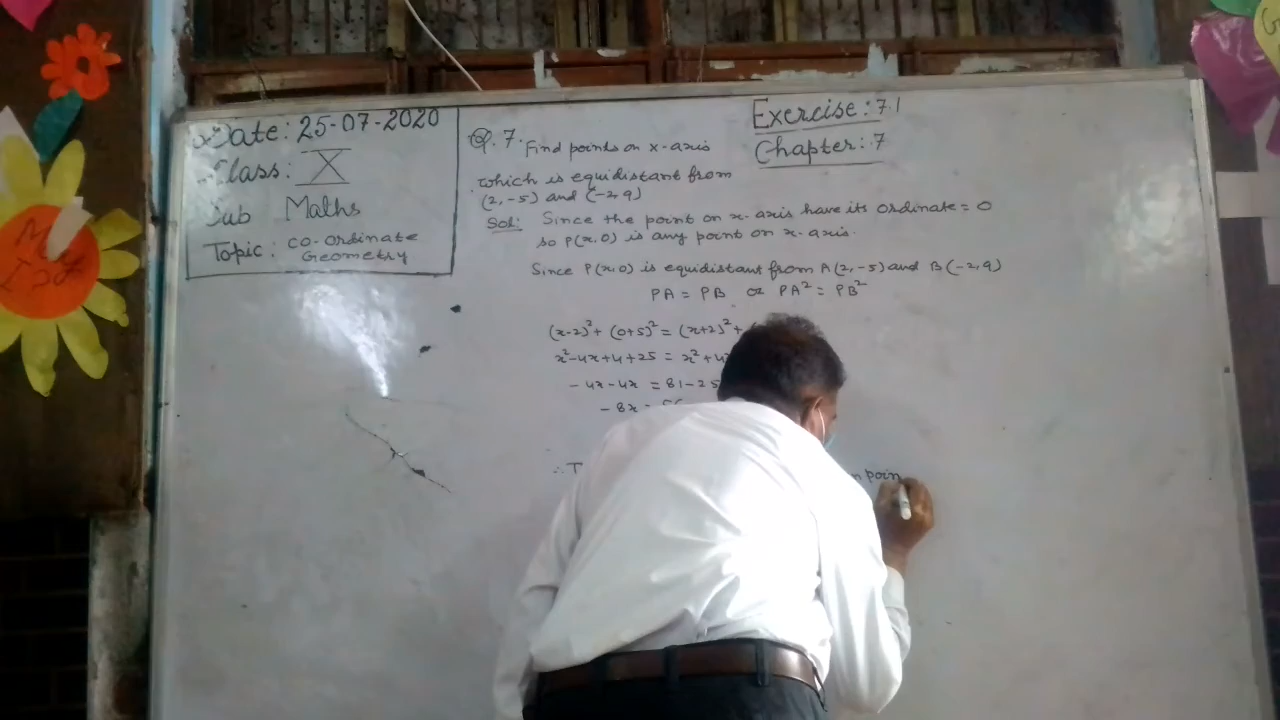 Date: 25-07-2020
Class: X
Sub Maths
Topic: Co-ordinate
Geometry
Exercise: 7.1
Chapter: 7
Q. 7. Find points on x-axis
which is equidistant from
(2, -5) and (-2, 9)
Sol: Since the point on x-axis have its ordinate = 0
so P(x, 0) is any point on x-axis.
Since P(x, 0) is equidistant from A(2, -5) and B(-2, 9)
PA = PB or PA² = PB²
(x-2)² + (0+5)² = (x+2)² +
x² - 4x + 4 + 25 = x² + 4x
- 4x - 4x = 81 - 25
- 8x = 56
∴ T
poin